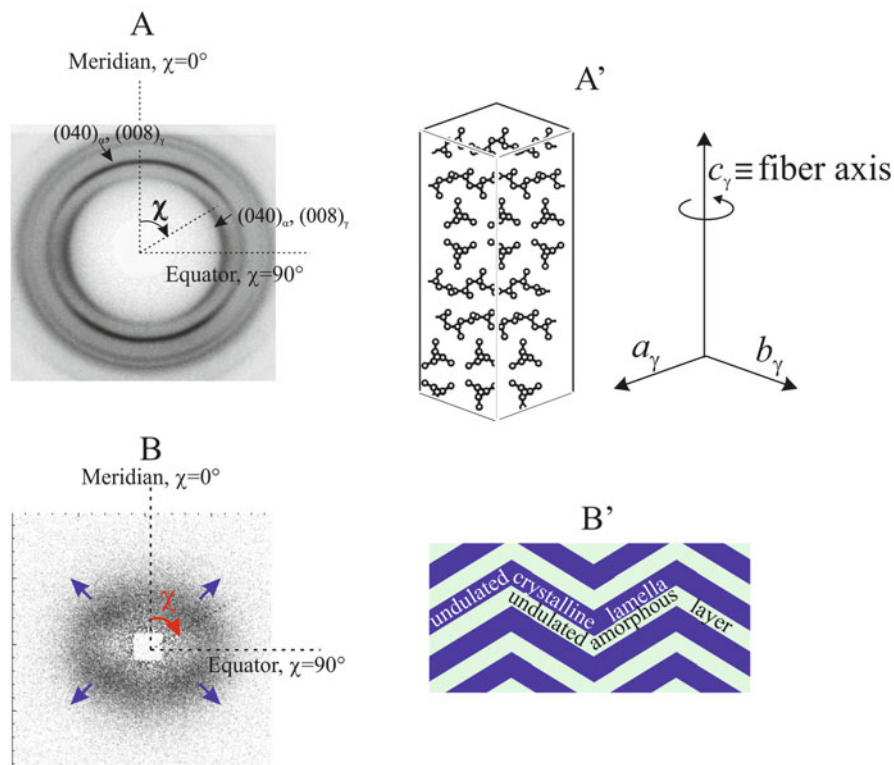 A
Meridian, χ=0°
(040)α, (008)γ
χ
(040)α, (008)γ
Equator, χ=90°
A’
cγ≡ fiber axis
aγ
bγ
B
Meridian, χ=0°
χ
Equator, χ=90°
B’
undulated crystalline lamella
undulated amorphous layer